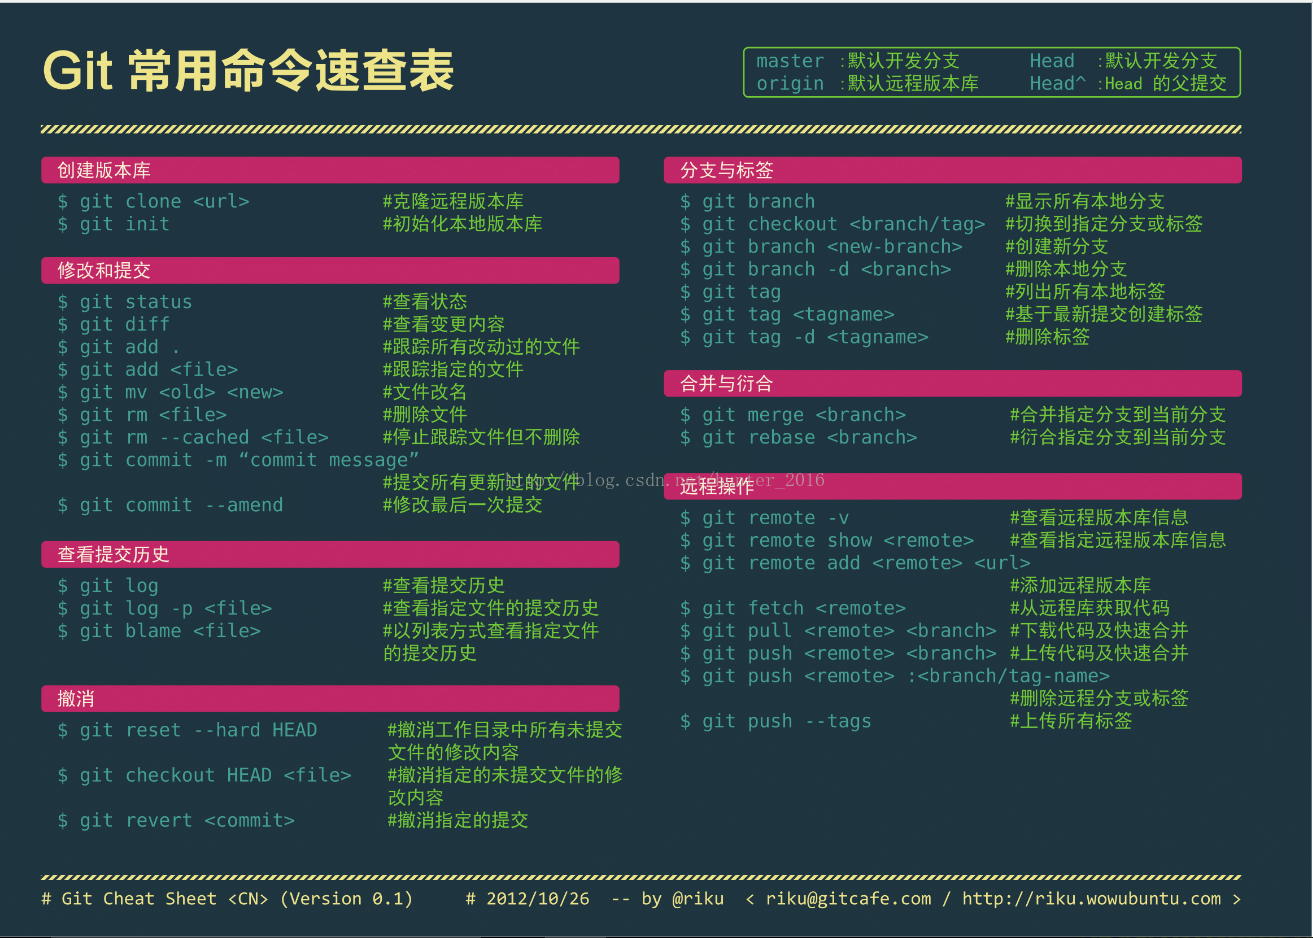 Git 常用命令速查表
master :默认开发分支 Head :默认开发分支
origin :默认远程版本库 Head^ :Head 的父提交
创建版本库
$ git clone <url> #克隆远程版本库
$ git init #初始化本地版本库
修改和提交
$ git status #查看状态
$ git diff #查看变更内容
$ git add . #跟踪所有改动过的文件
$ git add <file> #跟踪指定的文件
$ git mv <old> <new> #文件改名
$ git rm <file> #删除文件
$ git rm --cached <file> #停止跟踪文件但不删除
$ git commit -m “commit message”
#提交所有更新过的文件
$ git commit --amend #修改最后一次提交
查看提交历史
$ git log #查看提交历史
$ git log -p <file> #查看指定文件的提交历史
$ git blame <file> #以列表方式查看指定文件
的提交历史
撤消
$ git reset --hard HEAD #撤消工作目录中所有未提交
文件的修改内容
$ git checkout HEAD <file> #撤消指定的未提交文件的修
改内容
$ git revert <commit> #撤消指定的提交
分支与标签
$ git branch #显示所有本地分支
$ git checkout <branch/tag> #切换到指定分支或标签
$ git branch <new-branch> #创建新分支
$ git branch -d <branch> #删除本地分支
$ git tag #列出所有本地标签
$ git tag <tagname> #基于最新提交创建标签
$ git tag -d <tagname> #删除标签
合并与衍合
$ git merge <branch> #合并指定分支到当前分支
$ git rebase <branch> #衍合指定分支到当前分支
远程操作
$ git remote -v #查看远程版本库信息
$ git remote show <remote> #查看指定远程版本库信息
$ git remote add <remote> <url>
#添加远程版本库
$ git fetch <remote> #从远程库获取代码
$ git pull <remote> <branch> #下载代码及快速合并
$ git push <remote> <branch> #上传代码及快速合并
$ git push <remote> :<branch/tag-name>
#删除远程分支或标签
$ git push --tags #上传所有标签
# Git Cheat Sheet <CN> (Version 0.1) # 2012/10/26 -- by @riku < riku@gitcafe.com / http://riku.wowubuntu.com >